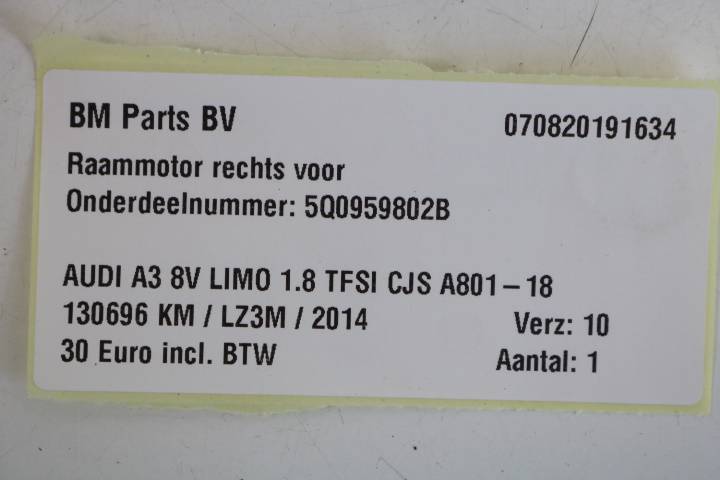 BM Parts BV 070820191634
Raammotor rechts voor
Onderdeelnummer: 5Q0959802B
AUDI A3 8V LIMO 1.8 TFSI CJS A801-18
130696 KM / LZ3M / 2014 Verz: 10
30 Euro incl. BTW Aantal: 1